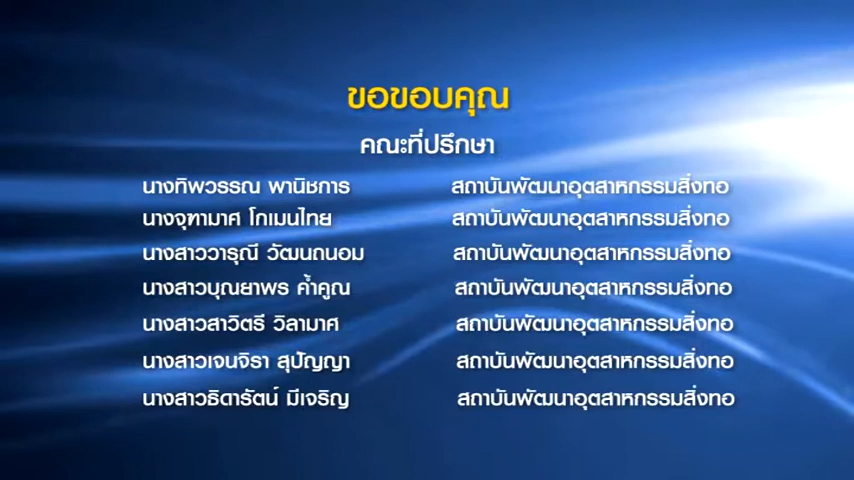 ขอขอบคุณ
คณะที่ปรึกษา
นางทิพวรรณ พานิชการ สถาบันพัฒนาอุตสาหกรรมสิ่งทอ
นางจุฑามาศ โกเมนไทย สถาบันพัฒนาอุตสาหกรรมสิ่งทอ
นางสาววารุณี วัฒนถนอม สถาบันพัฒนาอุตสาหกรรมสิ่งทอ
นางสาวบุณยาพร ค้ำคูณ สถาบันพัฒนาอุตสาหกรรมสิ่งทอ
นางสาวสาวิตรี วิลามาศ สถาบันพัฒนาอุตสาหกรรมสิ่งทอ
นางสาวเจนจิรา สุปัญญา สถาบันพัฒนาอุตสาหกรรมสิ่งทอ
นางสาวธิดารัตน์ มีเจริญ สถาบันพัฒนาอุตสาหกรรมสิ่งทอ